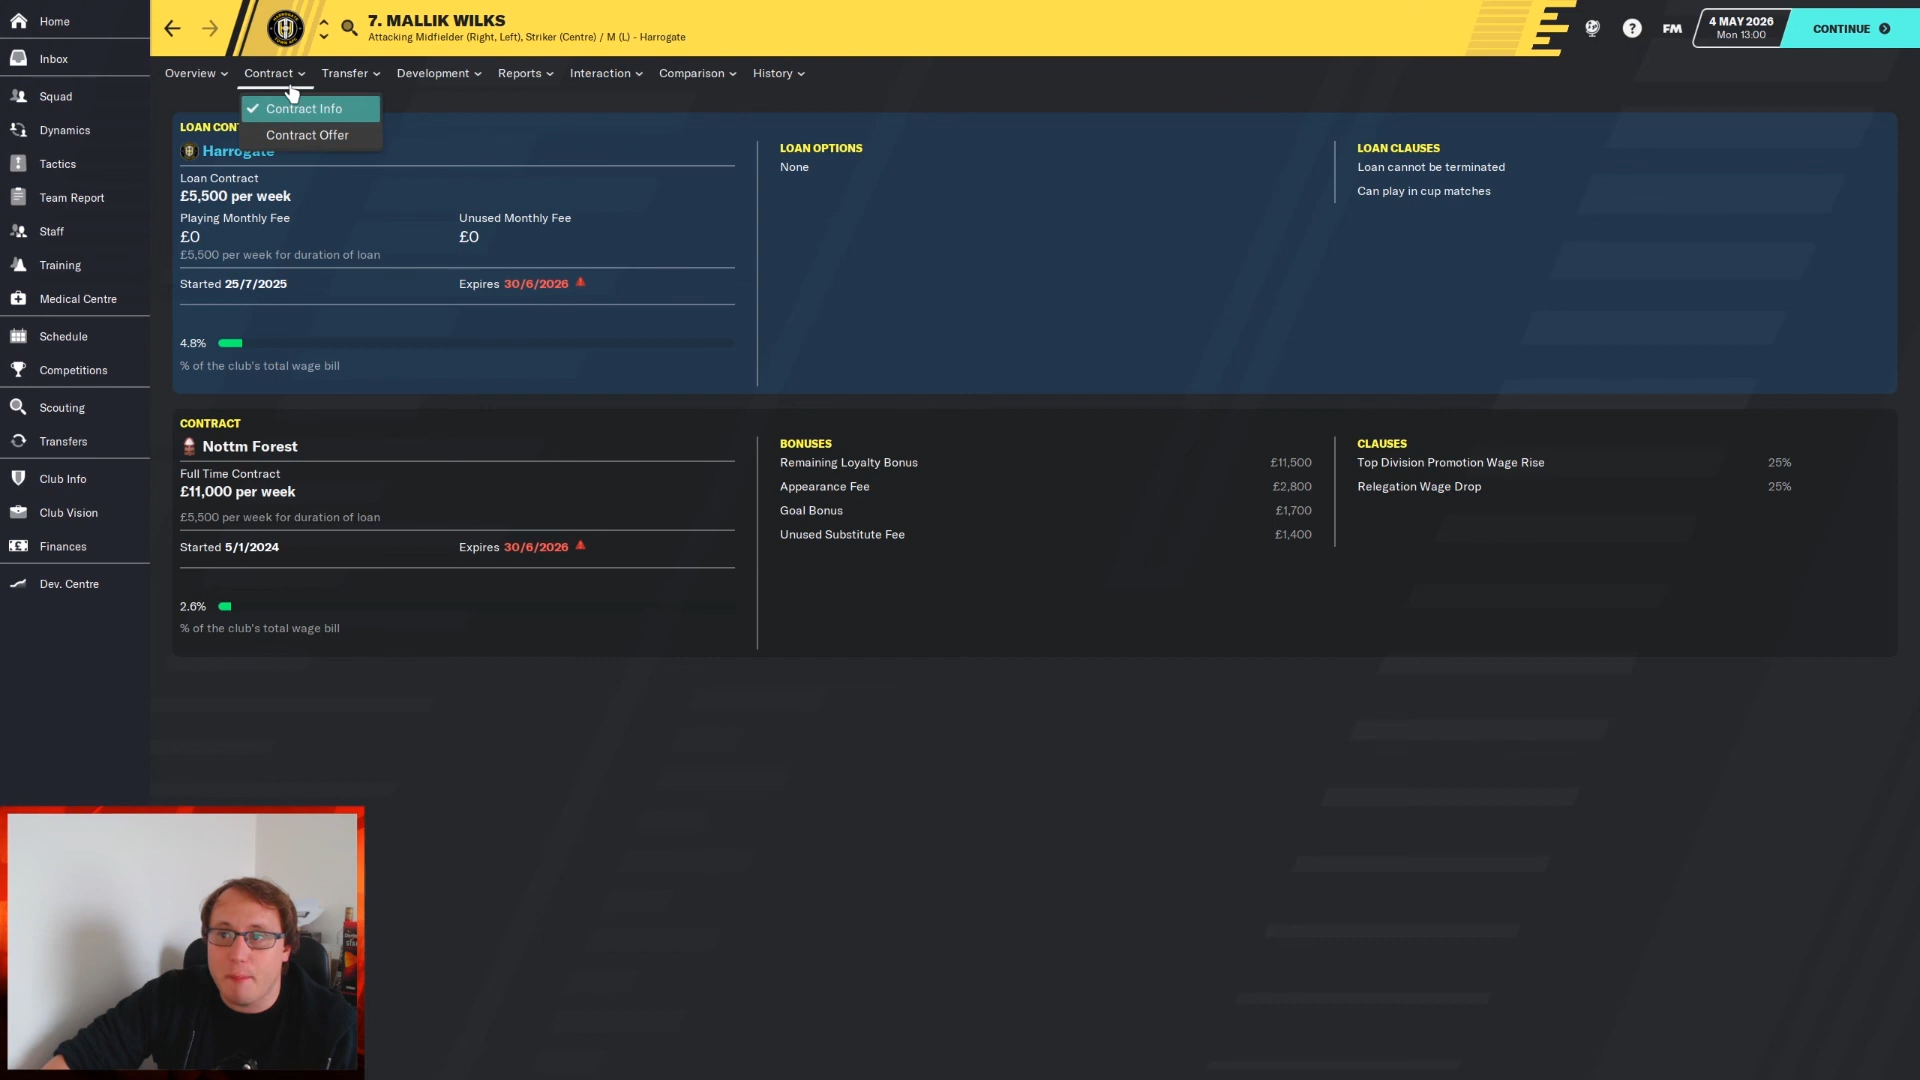 Home
Inbox
Squad
Dynamics
Tactics
Team Report
Staff
Training
Medical Centre
Schedule
Competitions
Scouting
Transfers
Club Info
Club Vision
Finances
Dev. Centre
7. MALLIK WILKS
Attacking Midfielder (Right, Left), Striker (Centre) / M (L) - Harrogate
FM
4 MAY 2026
Mon 13:00
CONTINUE
Overview
Contract
Transfer
Development
Reports
Interaction
Comparison
History
Contract Info
Contract Offer
LOAN CON
Harrogate
Loan Contract
£5,500 per week
Playing Monthly Fee
Unused Monthly Fee
£0
£0
£5,500 per week for duration of loan
Started 25/7/2025
Expires 30/6/2026
4.8%
% of the club's total wage bill
LOAN OPTIONS
None
LOAN CLAUSES
Loan cannot be terminated
Can play in cup matches
CONTRACT
Nottm Forest
Full Time Contract
£11,000 per week
£5,500 per week for duration of loan
Started 5/1/2024
Expires 30/6/2026
2.6%
% of the club's total wage bill
BONUSES
Remaining Loyalty Bonus £11,500
Appearance Fee £2,800
Goal Bonus £1,700
Unused Substitute Fee £1,400
CLAUSES
Top Division Promotion Wage Rise 25%
Relegation Wage Drop 25%